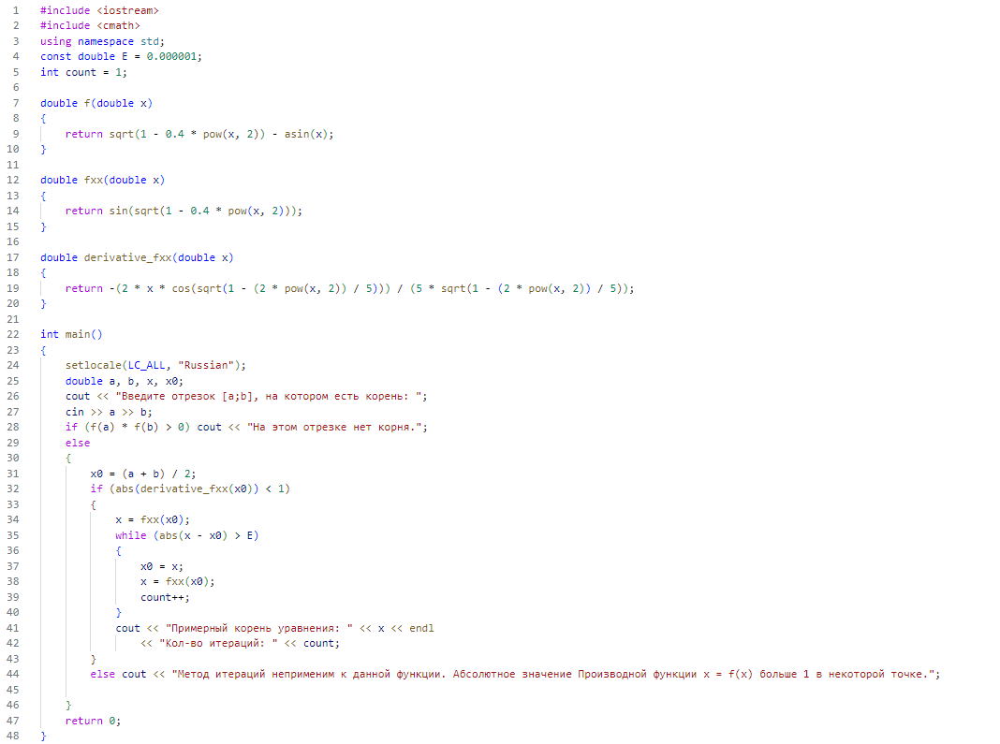 1 #include <iostream>
2 #include <cmath>
3 using namespace std;
4 const double E = 0.000001;
5 int count = 1;
6
7 double f(double x)
8 {
9     return sqrt(1 - 0.4 * pow(x, 2)) - asin(x);
10 }
11
12 double fxx(double x)
13 {
14     return sin(sqrt(1 - 0.4 * pow(x, 2)));
15 }
16
17 double derivative_fxx(double x)
18 {
19     return -(2 * x * cos(sqrt(1 - (2 * pow(x, 2)) / 5))) / (5 * sqrt(1 - (2 * pow(x, 2)) / 5));
20 }
21
22 int main()
23 {
24     setlocale(LC_ALL, "Russian");
25     double a, b, x, x0;
26     cout << "Введите отрезок [a;b], на котором есть корень: ";
27     cin >> a >> b;
28     if (f(a) * f(b) > 0) cout << "На этом отрезке нет корня.";
29     else
30     {
31         x0 = (a + b) / 2;
32         if (abs(derivative_fxx(x0)) < 1)
33         {
34             x = fxx(x0);
35             while (abs(x - x0) > E)
36             {
37                 x0 = x;
38                 x = fxx(x0);
39                 count++;
40             }
41             cout << "Примерный корень уравнения: " << x << endl
42                 << "Кол-во итераций: " << count;
43         }
44         else cout << "Метод итераций неприменим к данной функции. Абсолютное значение Производной функции x = f(x) больше 1 в некоторой точке.";
45
46     }
47     return 0;
48 }